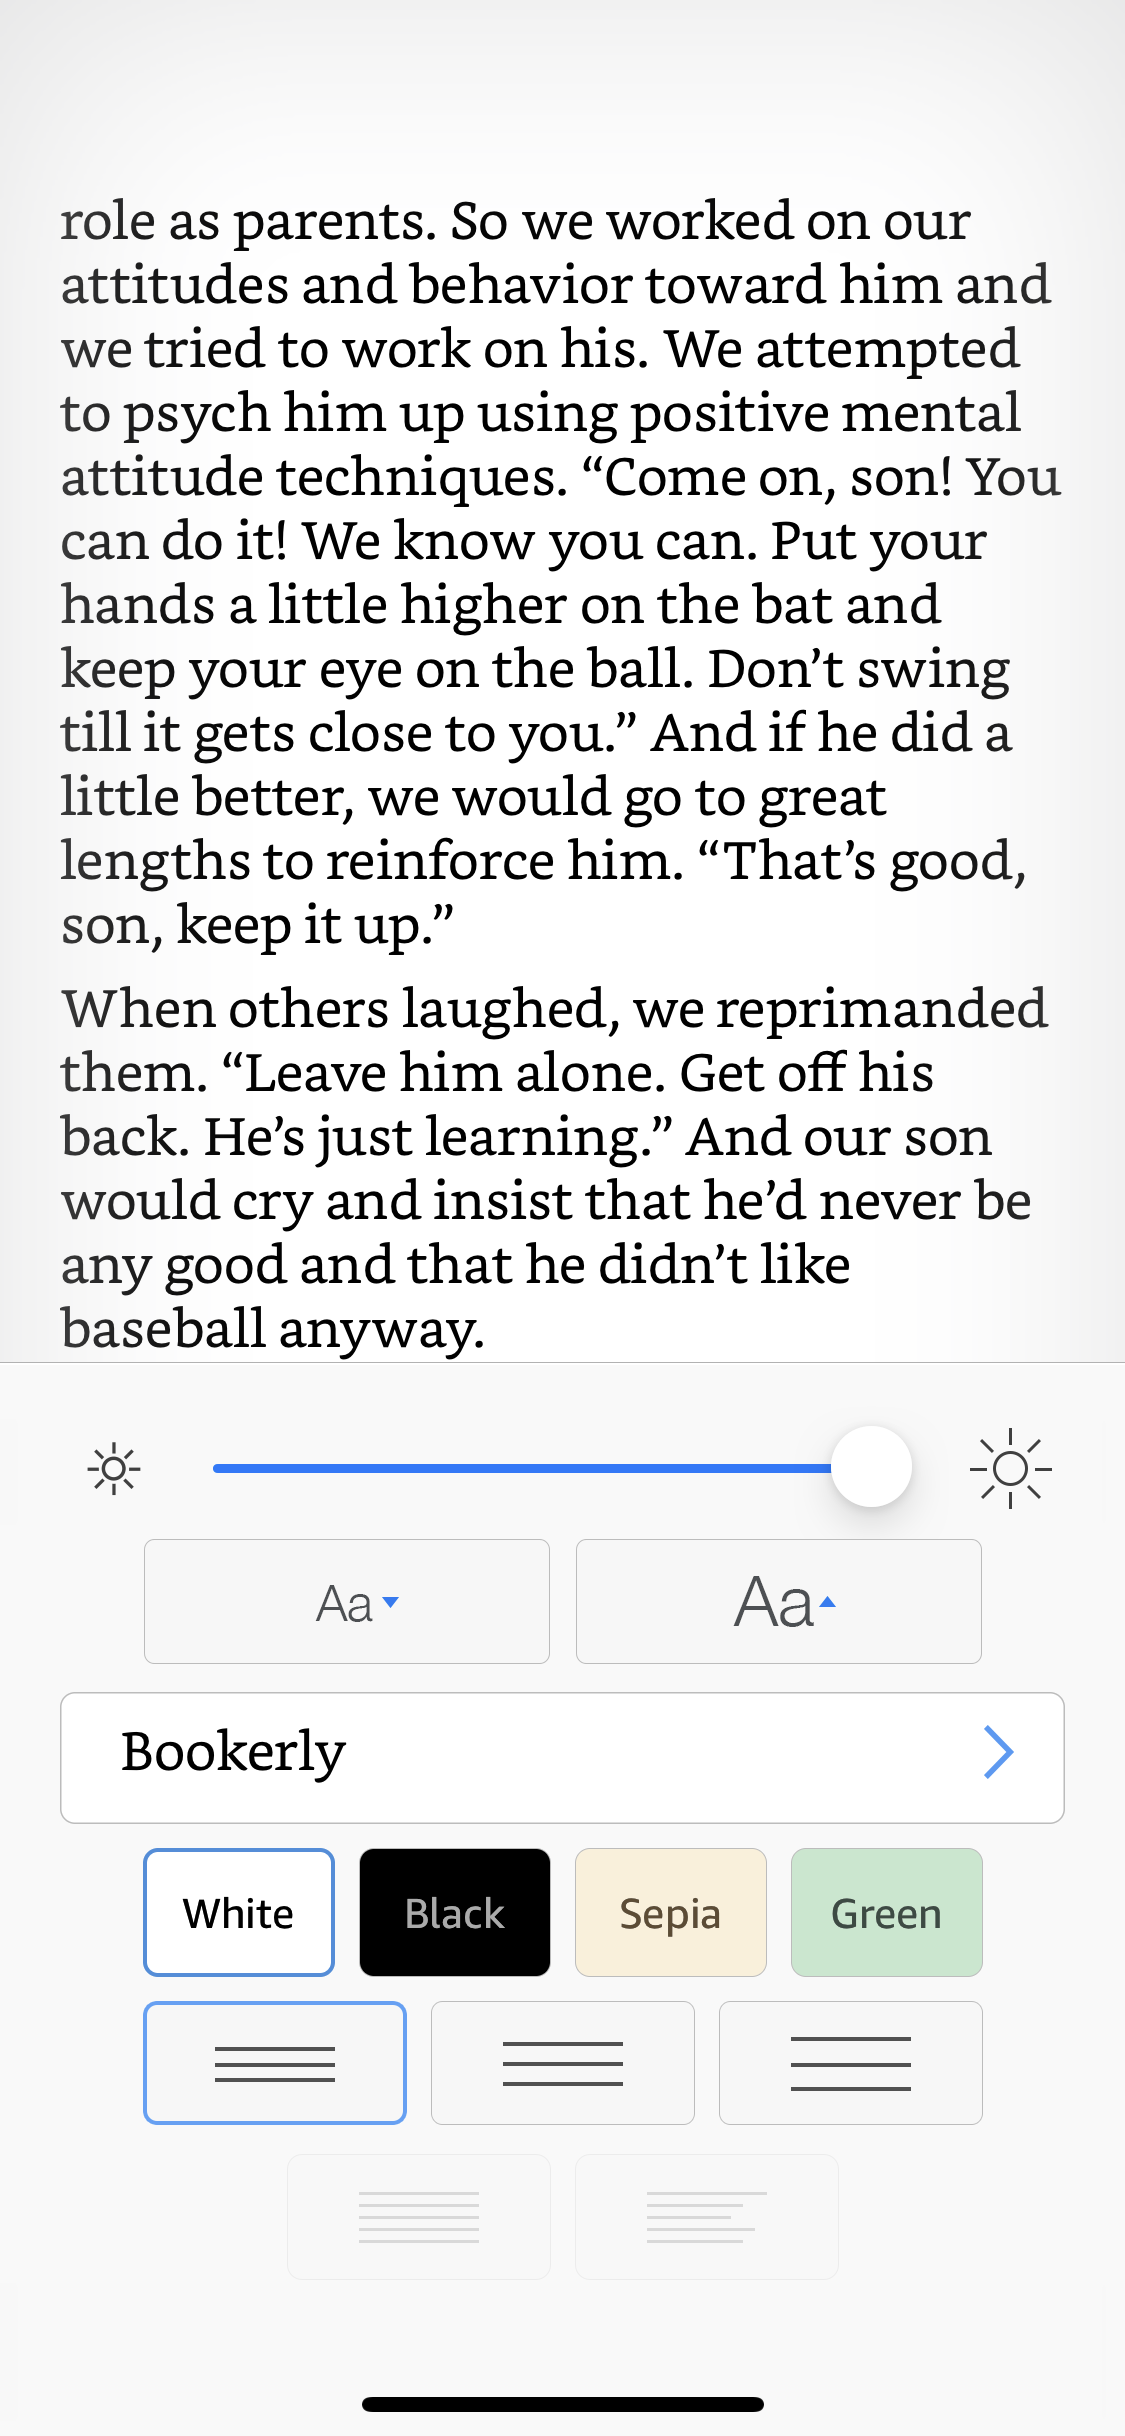 role as parents. So we worked on our
attitudes and behavior toward him and
we tried to work on his. We attempted
to psych him up using positive mental
attitude techniques. “Come on, son! You
can do it! We know you can. Put your
hands a little higher on the bat and
keep your eye on the ball. Don’t swing
till it gets close to you.” And if he did a
little better, we would go to great
lengths to reinforce him. “That’s good,
son, keep it up.”
When others laughed, we reprimanded
them. “Leave him alone. Get off his
back. He’s just learning.” And our son
would cry and insist that he’d never be
any good and that he didn’t like
baseball anyway.
Aa Aa
Bookerly
White Black Sepia Green